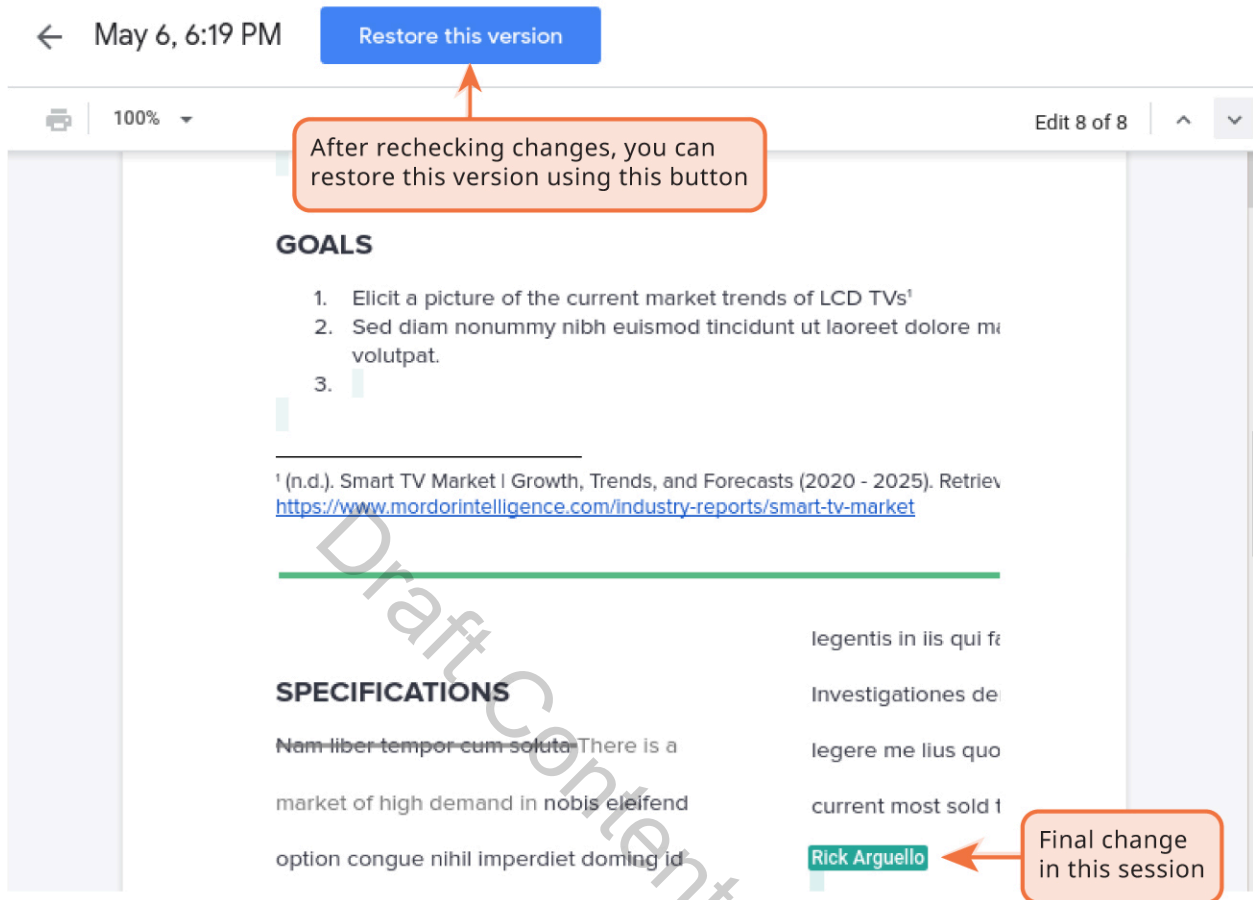 May 6, 6:19 PM
Restore this version
100%
Edit 8 of 8
After rechecking changes, you can
restore this version using this button
GOALS
1. Elicit a picture of the current market trends of LCD TVs¹
2. Sed diam nonummy nibh euismod tincidunt ut laoreet dolore
volutpat.
3.
¹ (n.d.). Smart TV Market | Growth, Trends, and Forecasts (2020 - 2025).
https://www.mordorintelligence.com/industry-reports/smart-tv-market
SPECIFICATIONS
Nam liber tempor cum soluta There is a
market of high demand in nobis eleifend
option congue nihil imperdiet doming id
legentis in iis qui
Investigationes
legere me lius quo
current most sold
Rick Arguello
Final change
in this session
Draft